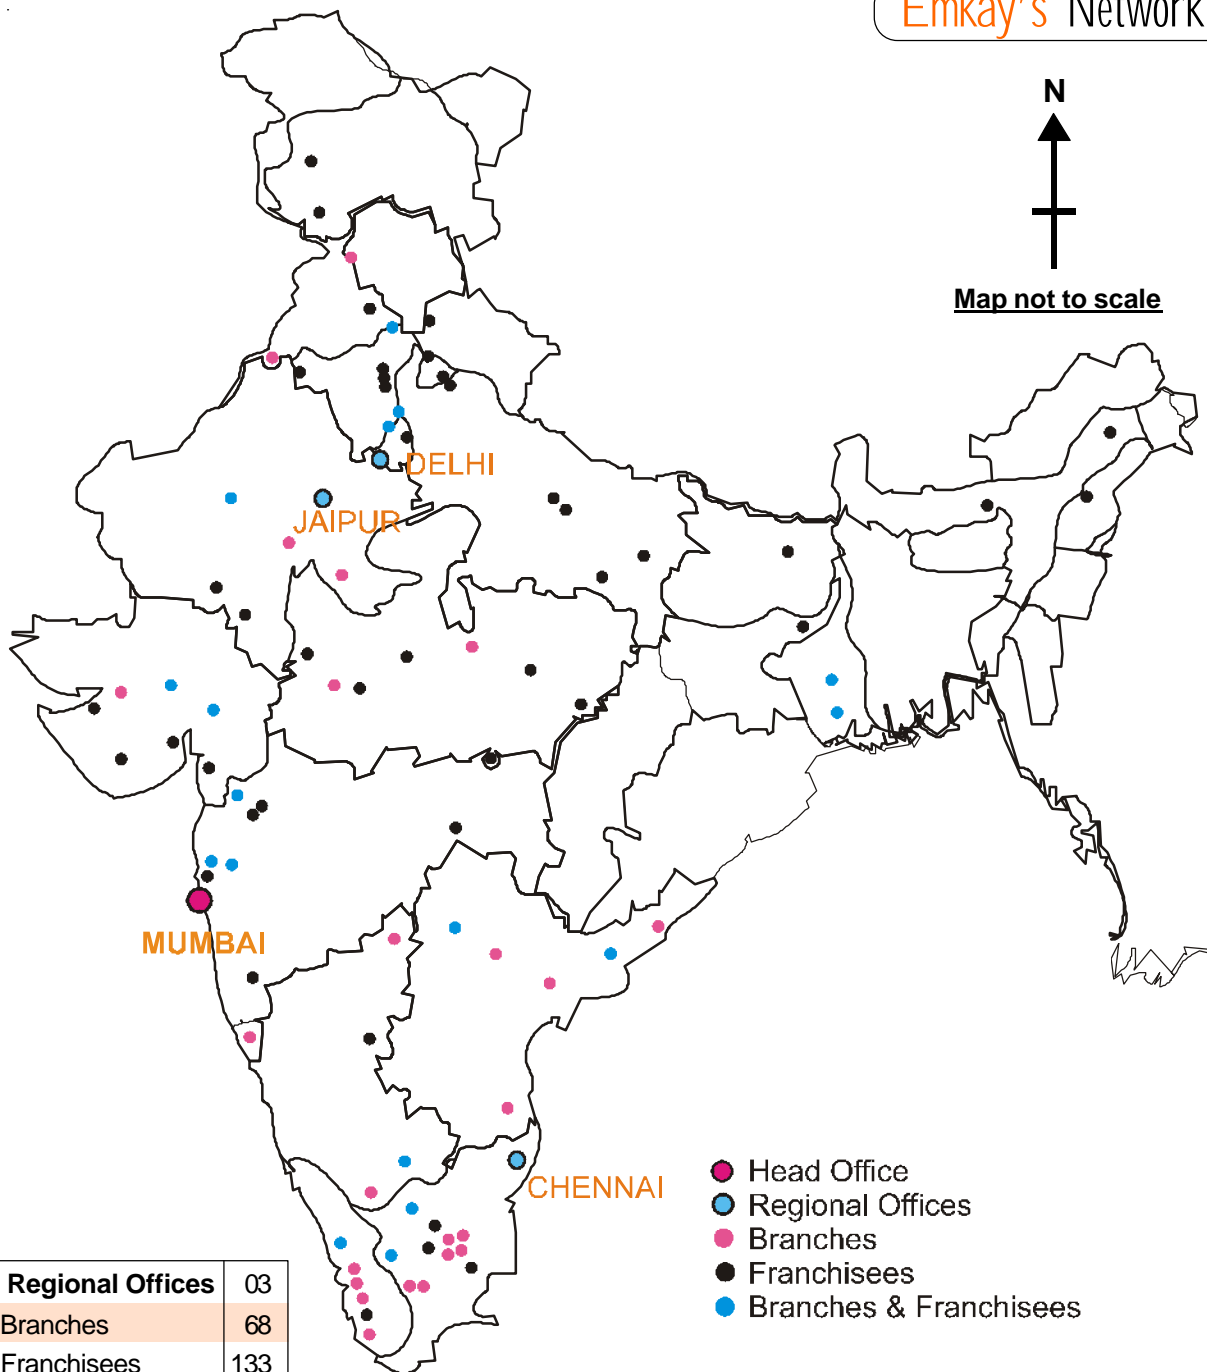 Emkay's Network
N
Map not to scale
DELHI
JAIPUR
MUMBAI
CHENNAI
Head Office
Regional Offices
Branches
Franchisees
Branches & Franchisees
Regional Offices 03
Branches 68
Franchisees 133